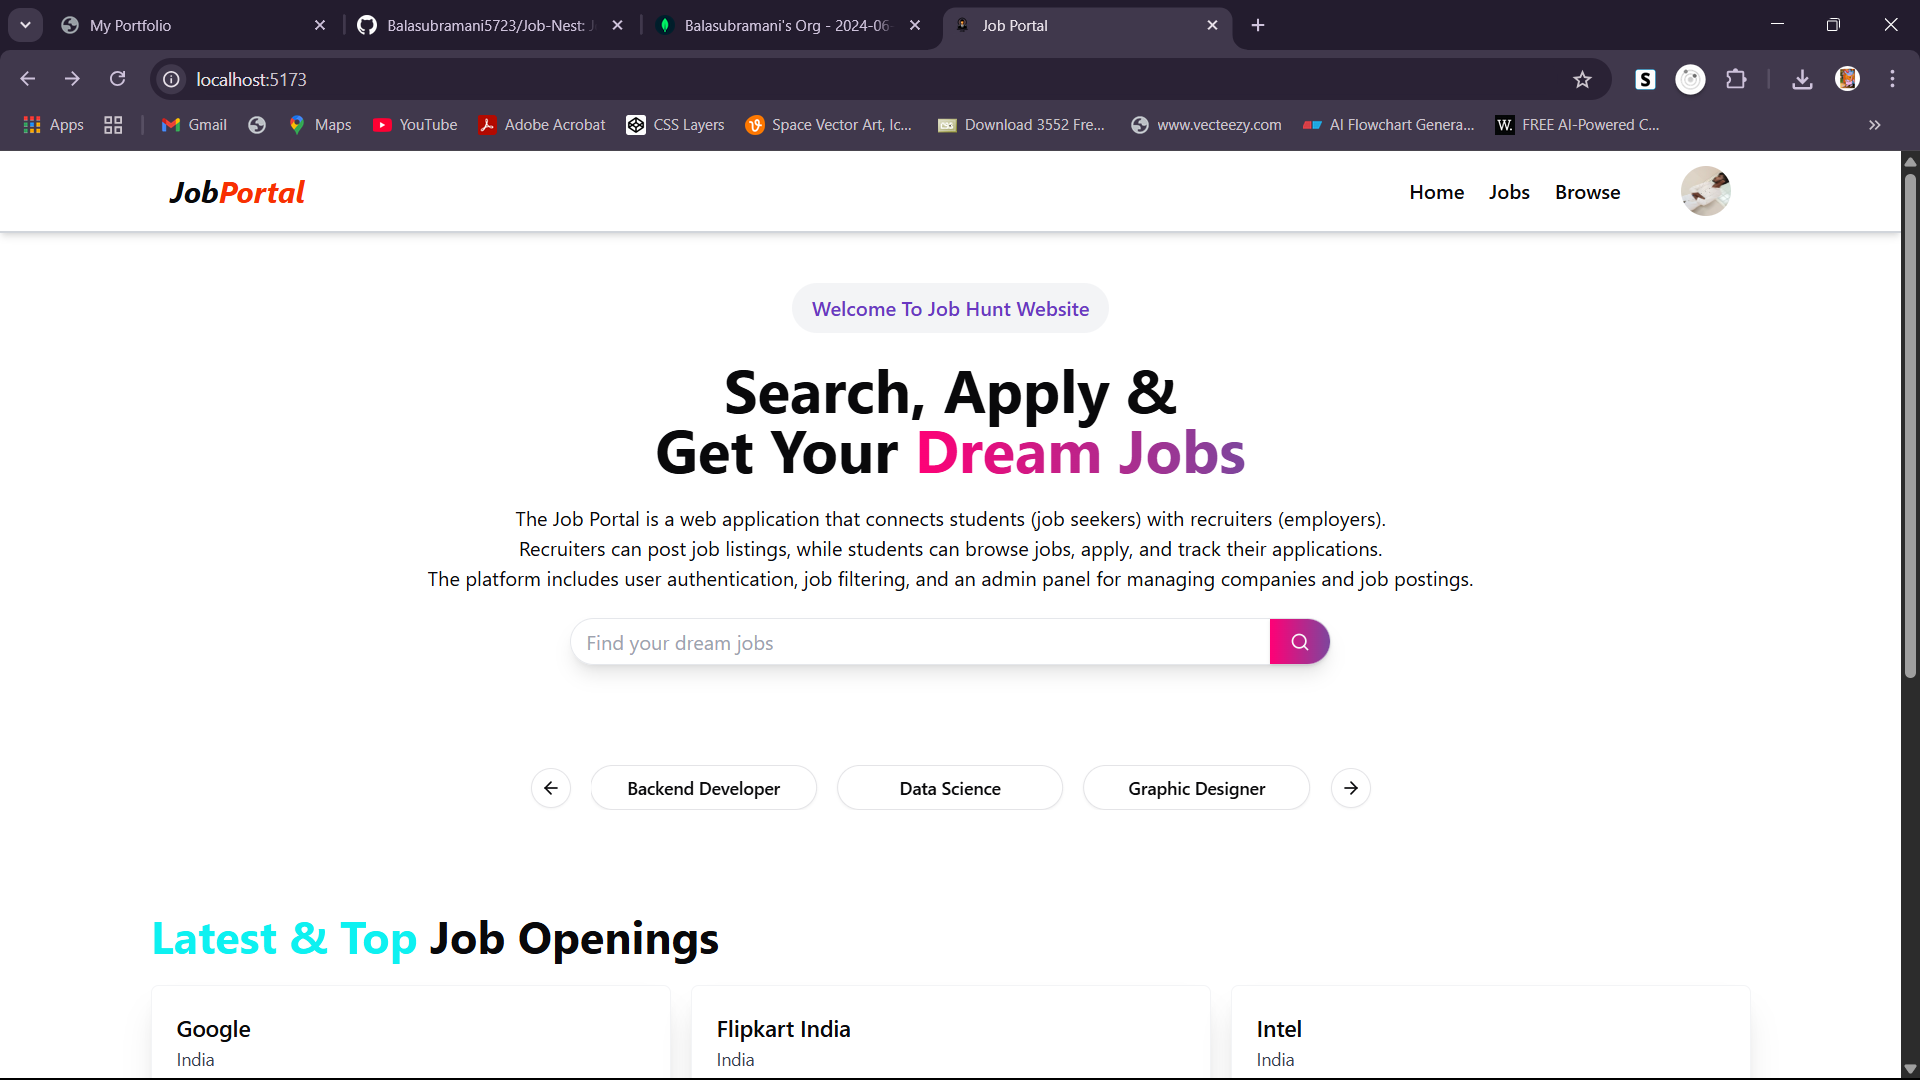 My Portfolio
Balasubramani5723/Job-Nest: J
Balasubramani's Org - 2024-06-
Job Portal
localhost:5173
Apps
Gmail
Maps
YouTube
Adobe Acrobat
CSS Layers
Space Vector Art, Ic...
Download 3552 Fre...
www.vecteezy.com
AI Flowchart Genera...
W. FREE AI-Powered C...
JobPortal
Home
Jobs
Browse
Welcome To Job Hunt Website
Search, Apply &
Get Your Dream Jobs
The Job Portal is a web application that connects students (job seekers) with recruiters (employers).
Recruiters can post job listings, while students can browse jobs, apply, and track their applications.
The platform includes user authentication, job filtering, and an admin panel for managing companies and job postings.
Find your dream jobs
Backend Developer
Data Science
Graphic Designer
Latest & Top Job Openings
Google
India
Flipkart India
India
Intel
India